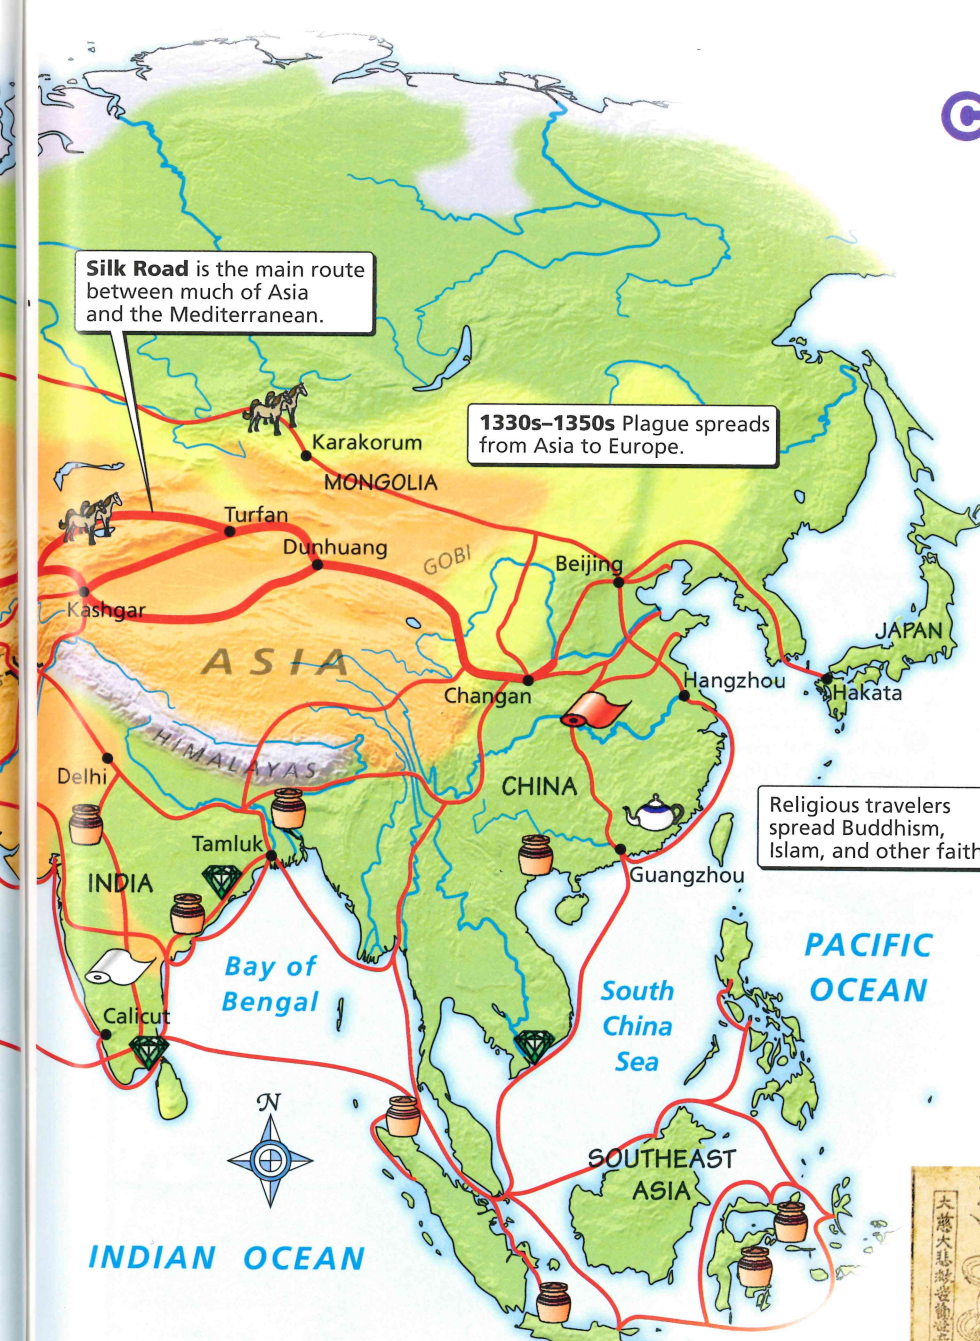 C
Silk Road is the main route
between much of Asia
and the Mediterranean.
1330s–1350s Plague spreads
from Asia to Europe.
Karakorum
MONGOLIA
Turfan
Dunhuang
GOBI
Beijing
Kashgar
ASIA
JAPAN
Changan
Hangzhou
Hakata
HIMALAYAS
Delhi
CHINA
Religious travelers
spread Buddhism,
Islam, and other faith
Tamluk
INDIA
Guangzhou
PACIFIC
OCEAN
Bay of
Bengal
South
China
Sea
Calicut
N
SOUTHEAST
ASIA
INDIAN OCEAN